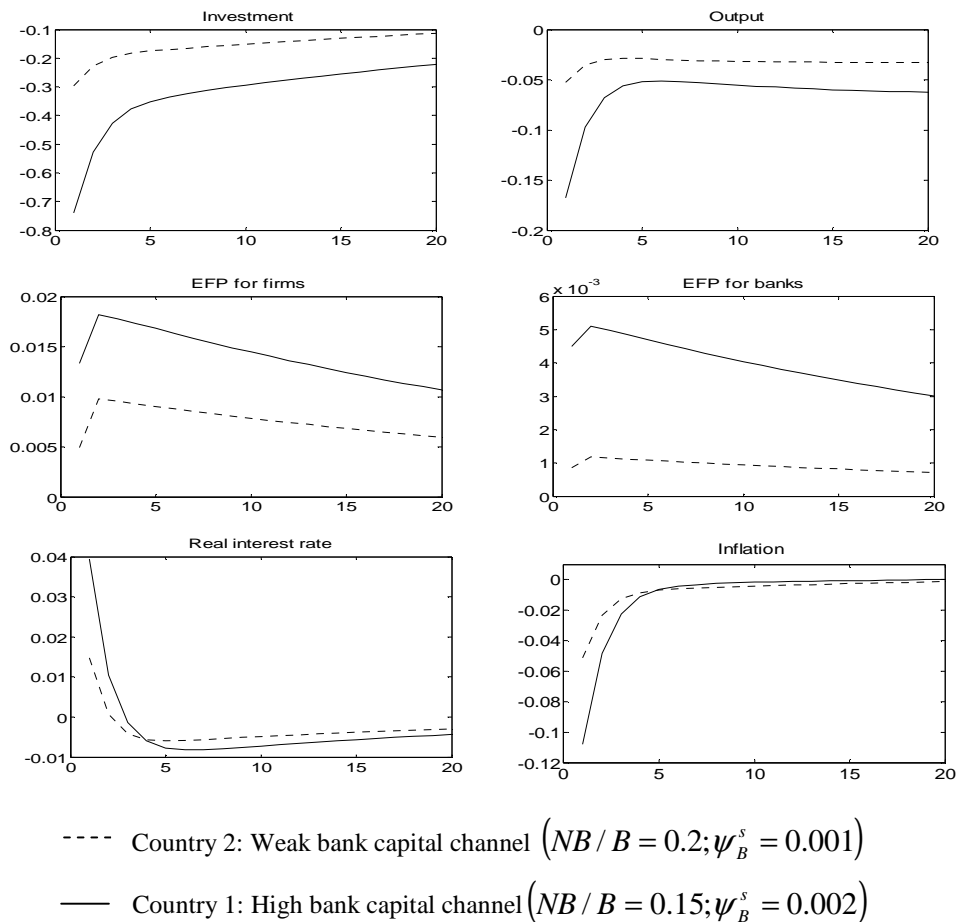 Investment
-0.1
-0.2
-0.3
-0.4
-0.5
-0.6
-0.7
-0.8
0 5 10 15 20
Output
0
-0.05
-0.1
-0.15
-0.2
0 5 10 15 20
EFP for firms
0.02
0.015
0.01
0.005
0
0 5 10 15 20
EFP for banks
6 x 10^-3
5
4
3
2
1
0
0 5 10 15 20
Real interest rate
0.04
0.03
0.02
0.01
0
-0.01
0 5 10 15 20
Inflation
0
-0.02
-0.04
-0.06
-0.08
-0.1
-0.12
0 5 10 15 20
Country 2: Weak bank capital channel (NB / B = 0.2; ψ_B^s = 0.001)
Country 1: High bank capital channel (NB / B = 0.15; ψ_B^s = 0.002)